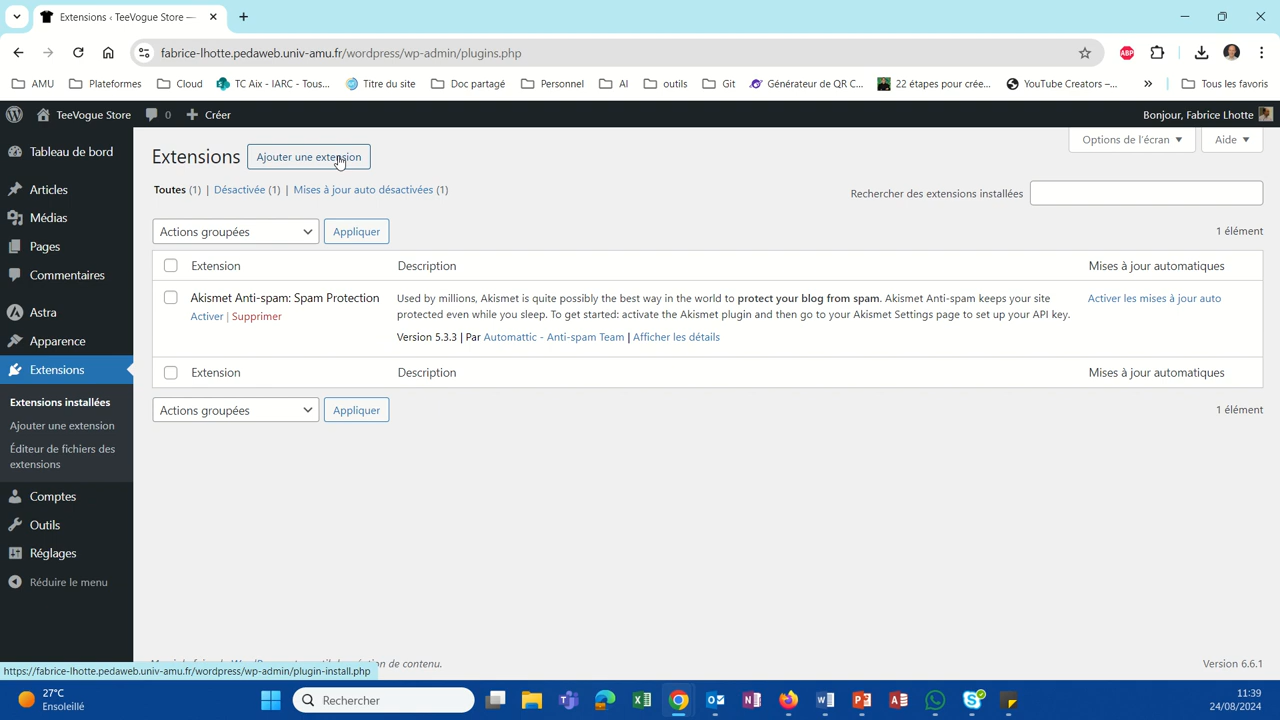 Extensions ‹ TeeVogue Store —
fabrice-lhotte.pedaweb.univ-amu.fr/wordpress/wp-admin/plugins.php
ABP
AMU
Plateformes
Cloud
TC Aix - IARC - Tous...
Titre du site
Doc partagé
Personnel
AI
outils
Git
Générateur de QR C...
22 étapes pour crée...
YouTube Creators –...
»
Tous les favoris
TeeVogue Store
0
Créer
Bonjour, Fabrice Lhotte
Tableau de bord
Articles
Médias
Pages
Commentaires
Astra
Apparence
Extensions
Extensions installées
Ajouter une extension
Éditeur de fichiers des
extensions
Comptes
Outils
Réglages
Réduire le menu
Options de l'écran
Aide
Extensions
Ajouter une extension
Toutes (1) | Désactivée (1) | Mises à jour auto désactivées (1)
Rechercher des extensions installées
Actions groupées
Appliquer
1 élément
Extension
Description
Mises à jour automatiques
Akismet Anti-spam: Spam Protection
Activer | Supprimer
Used by millions, Akismet is quite possibly the best way in the world to protect your blog from spam. Akismet Anti-spam keeps your site
protected even while you sleep. To get started: activate the Akismet plugin and then go to your Akismet Settings page to set up your API key.
Version 5.3.3 | Par Automattic - Anti-spam Team | Afficher les détails
Activer les mises à jour auto
Extension
Description
Mises à jour automatiques
Actions groupées
Appliquer
1 élément
création de contenu.
Version 6.6.1
https://fabrice-lhotte.pedaweb.univ-amu.fr/wordpress/wp-admin/plugin-install.php
27°C
Ensoleillé
Rechercher
11:39
24/08/2024